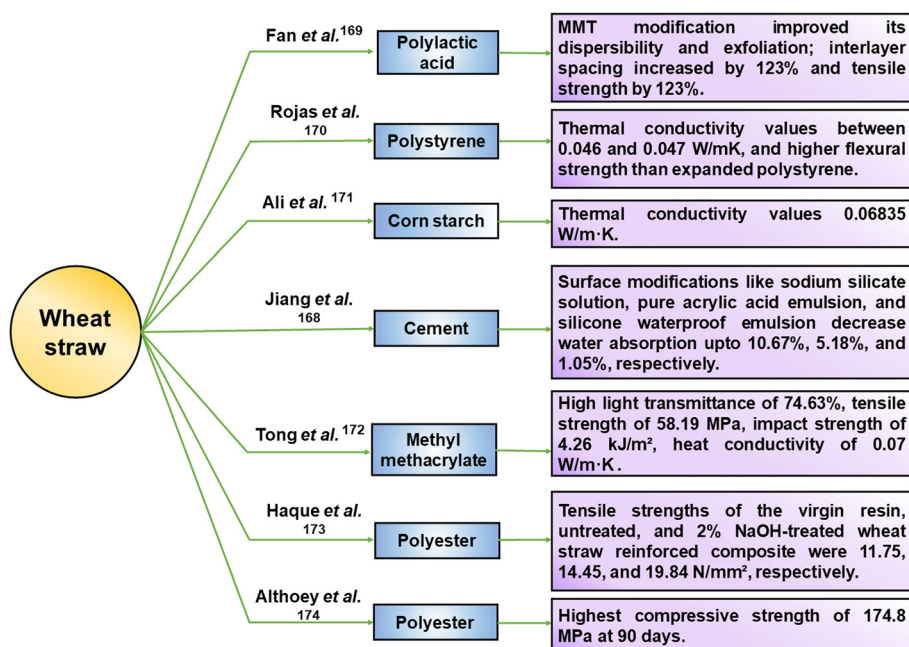 Wheat
straw
Fan et al.169
Polylactic
acid
MMT modification improved its
dispersibility and exfoliation; interlayer
spacing increased by 123% and tensile
strength by 123%.
Rojas et al.
170
Polystyrene
Thermal conductivity values between
0.046 and 0.047 W/mK, and higher flexural
strength than expanded polystyrene.
Ali et al. 171
Corn starch
Thermal conductivity values 0.06835
W/m·K.
Jiang et al.
168
Cement
Surface modifications like sodium silicate
solution, pure acrylic acid emulsion, and
silicone waterproof emulsion decrease
water absorption upto 10.67%, 5.18%, and
1.05%, respectively.
Tong et al.172
Methyl
methacrylate
High light transmittance of 74.63%, tensile
strength of 58.19 MPa, impact strength of
4.26 kJ/m², heat conductivity of 0.07
W/m·K .
Haque et al.
173
Polyester
Tensile strengths of the virgin resin,
untreated, and 2% NaOH-treated wheat
straw reinforced composite were 11.75,
14.45, and 19.84 N/mm², respectively.
Althoey et al.
174
Polyester
Highest compressive strength of 174.8
MPa at 90 days.